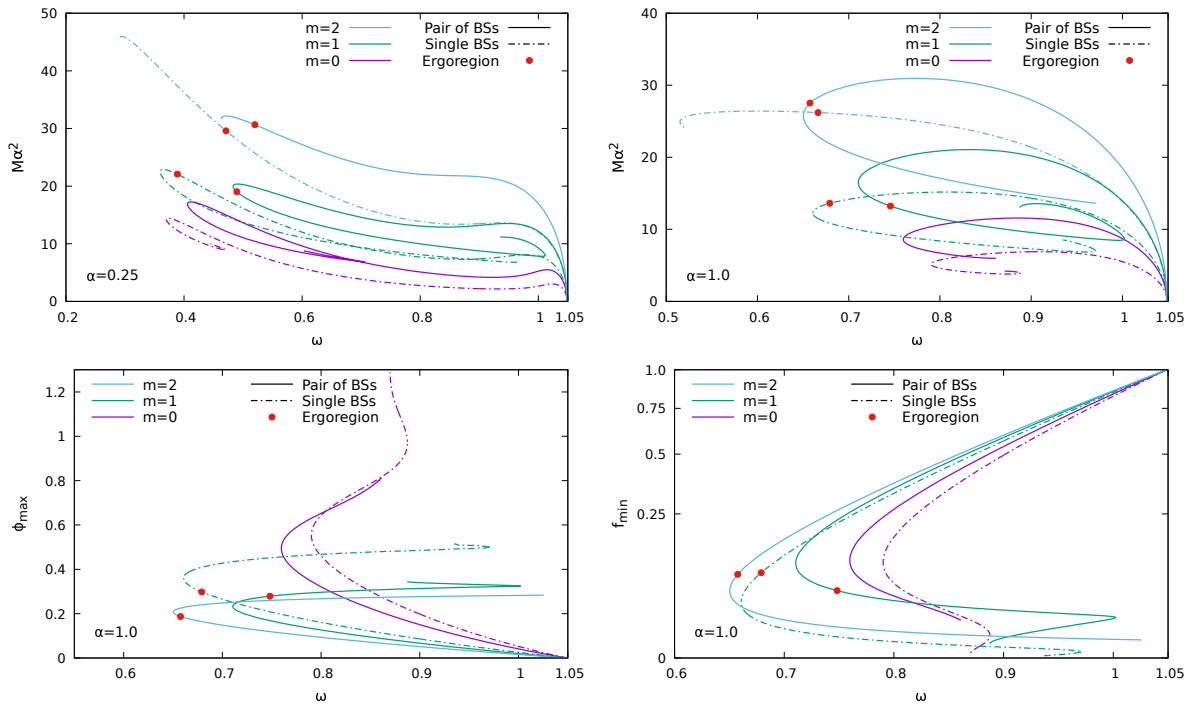 50
40
30
20
10
0
Mα²
0.2
0.4
0.6
0.8
1
1.05
ω
α=0.25
m=2
m=1
m=0
Pair of BSs
Single BSs
Ergoregion
40
30
20
10
0
Mα²
0.5
0.6
0.7
0.8
0.9
1
1.05
ω
α=1.0
m=2
m=1
m=0
Pair of BSs
Single BSs
Ergoregion
1.2
1
0.8
0.6
0.4
0.2
0
ϕmax
0.6
0.7
0.8
0.9
1
1.05
ω
α=1.0
m=2
m=1
m=0
Pair of BSs
Single BSs
Ergoregion
1.0
0.75
0.5
0.25
0
fmin
0.6
0.7
0.8
0.9
1
1.05
ω
α=1.0
m=2
m=1
m=0
Pair of BSs
Single BSs
Ergoregion